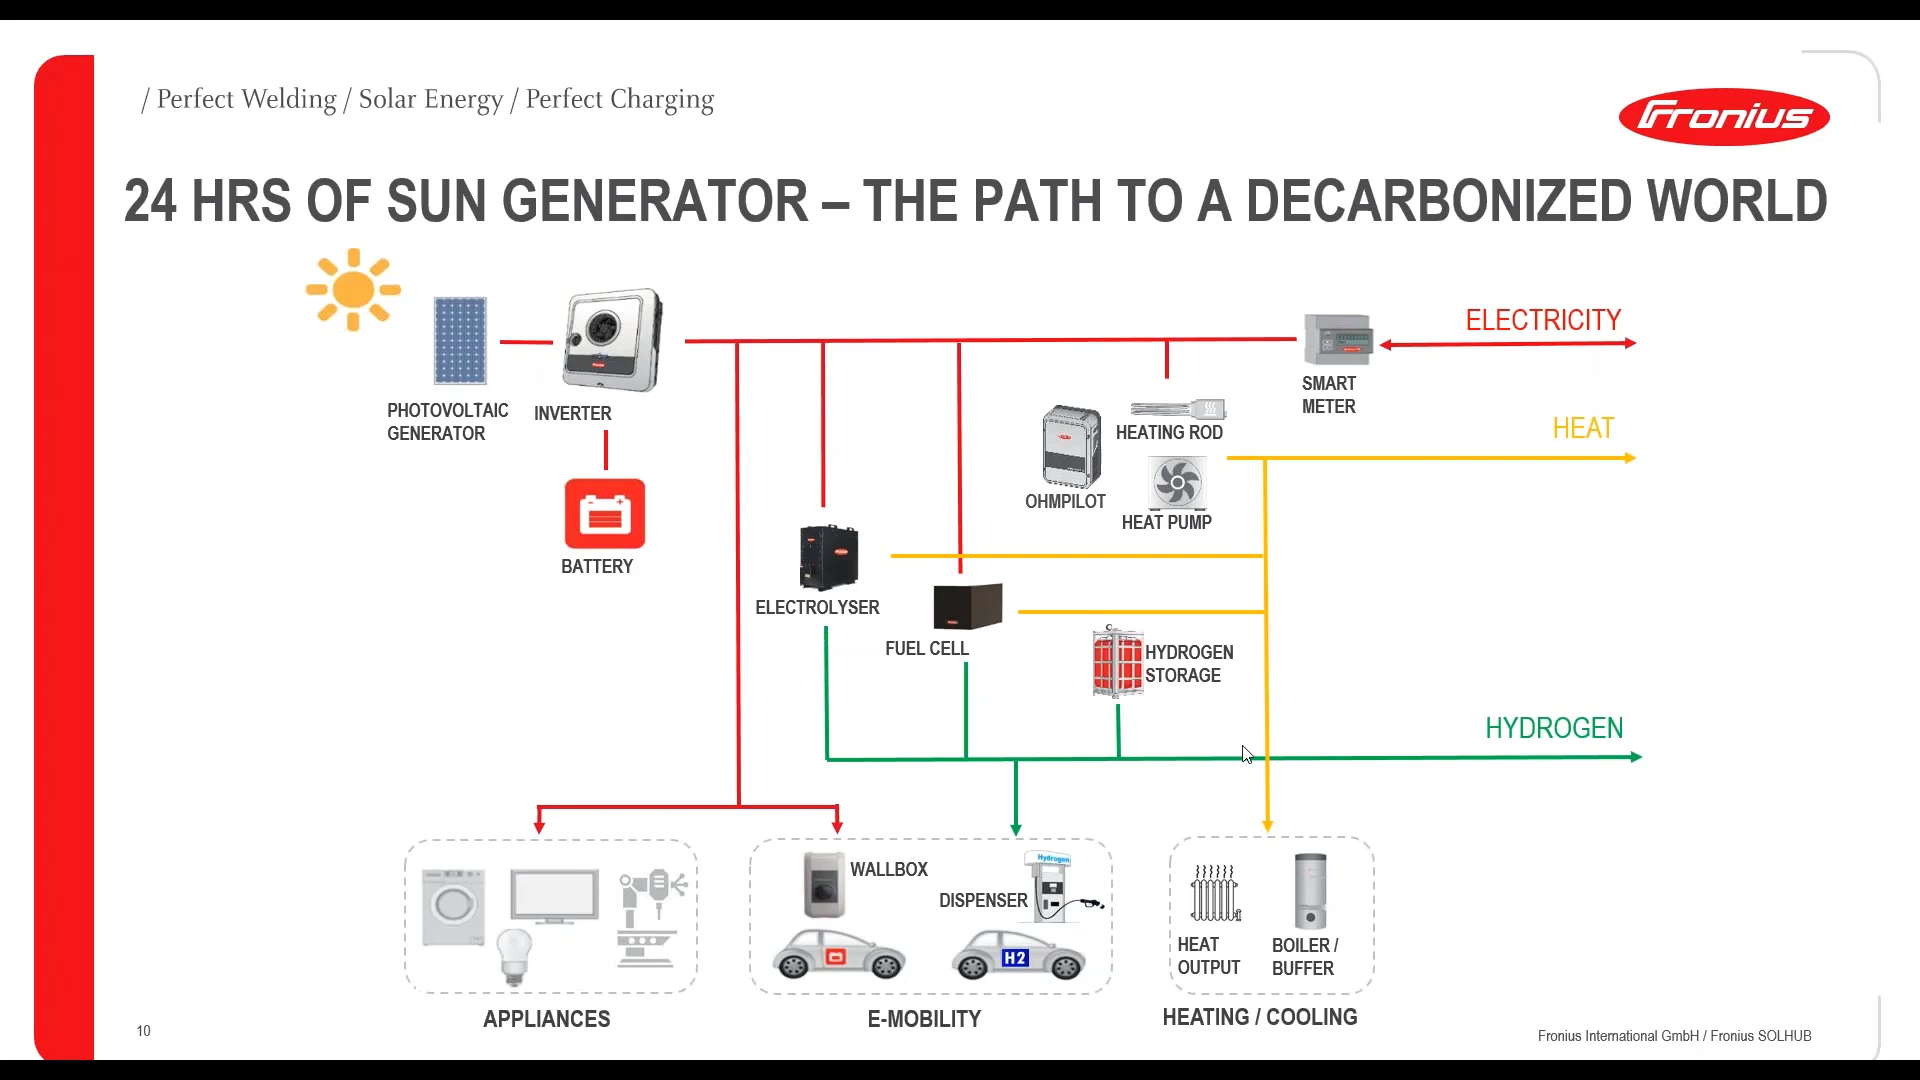 / Perfect Welding / Solar Energy / Perfect Charging
Fronius
24 HRS OF SUN GENERATOR – THE PATH TO A DECARBONIZED WORLD
ELECTRICITY
PHOTOVOLTAIC
GENERATOR
INVERTER
SMART
METER
HEAT
HEATING ROD
OHMPILOT
HEAT PUMP
BATTERY
ELECTROLYSER
FUEL CELL
HYDROGEN
STORAGE
HYDROGEN
WALLBOX
Hydrogen
DISPENSER
H2
HEAT
OUTPUT
BOILER /
BUFFER
APPLIANCES
E-MOBILITY
HEATING / COOLING
10
Fronius International GmbH / Fronius SOLHUB